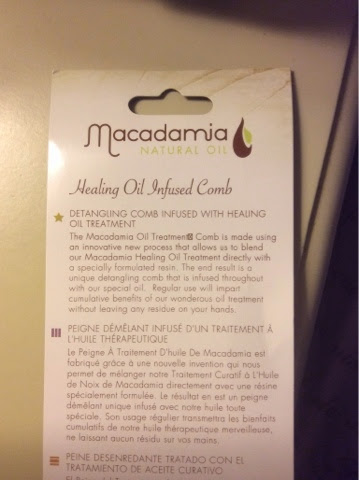 Macadamia
NATURAL OIL
Healing Oil Infused Comb
DETANGLING COMB INFUSED WITH HEALING
OIL TREATMENT
The Macadamia Oil Treatment® Comb is made using
an innovative new process that allows us to blend
our Macadamia Healing Oil Treatment directly with
a specially formulated resin. The end result is a
unique detangling comb that is infused throughout
with our special oil. Regular use will impart
cumulative benefits of our wonderous oil treatment
without leaving any residue on your hands.
PEIGNE DÉMÊLANT INFUSÉ D'UN TRAITEMENT Á
L'HUILE THÉRAPEUTIQUE
Le Peigne À Traitement D'huile De Macadamia est
fabriqué grâce à une nouvelle invention qui nous
permet de mélanger notre Traitement Curatif à L'Huile
de Noix de Macadamia directement avec une résine
spécialement formulée. Le résultat en est un peigne
démêlant unique infusé avec notre huile toute
spéciale. Son usage régulier transmettra les bienfaits
cumulatifs de notre huile thérapeutique merveilleuse,
ne laissant aucun résidu sur vos mains.
PEINE DESENREDANTE TRATADO CON EL
TRATAMIENTO DE ACEITE CURATIVO